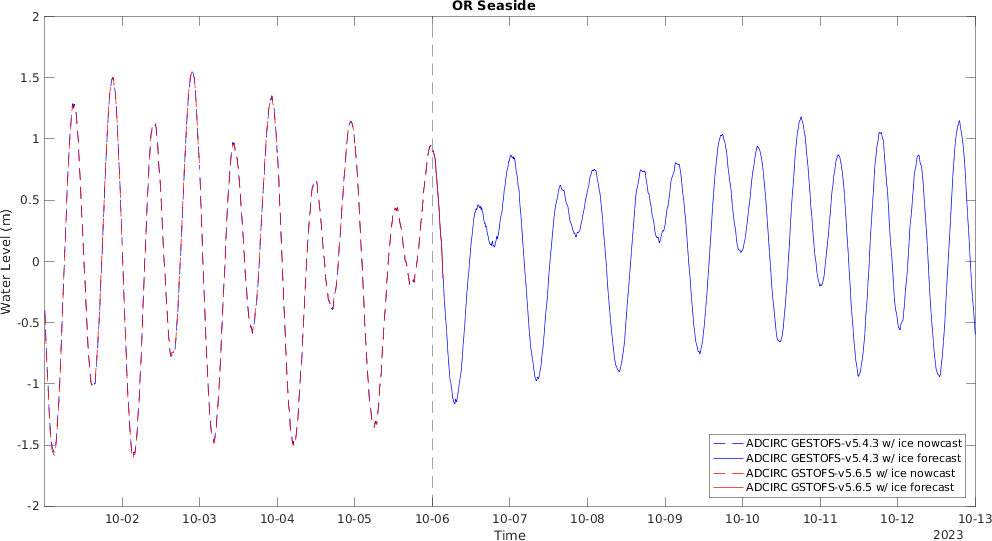 OR Seaside
2
1.5
1
0.5
0
-0.5
-1
-1.5
-2
Water Level (m)
10-02 10-03 10-04 10-05 10-06 10-07 10-08 10-09 10-10 10-11 10-12 10-13
Time
2023
ADCIRC GESTOFS-v5.4.3 w/ ice nowcast
ADCIRC GESTOFS-v5.4.3 w/ ice forecast
ADCIRC GSTOFS-v5.6.5 w/ ice nowcast
ADCIRC GSTOFS-v5.6.5 w/ ice forecast